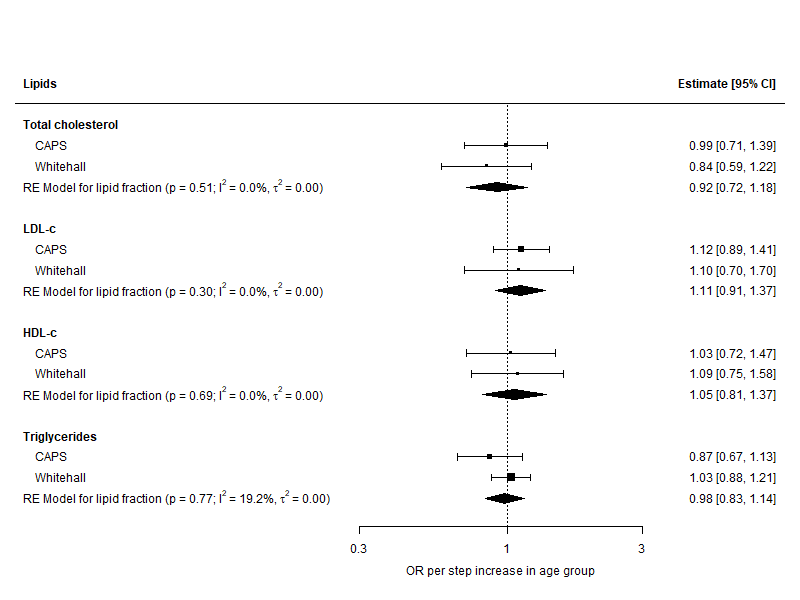 Lipids Estimate [95% CI]
Total cholesterol
CAPS 0.99 [0.71, 1.39]
Whitehall 0.84 [0.59, 1.22]
RE Model for lipid fraction (p = 0.51; I² = 0.0%, τ² = 0.00) 0.92 [0.72, 1.18]
LDL-c
CAPS 1.12 [0.89, 1.41]
Whitehall 1.10 [0.70, 1.70]
RE Model for lipid fraction (p = 0.30; I² = 0.0%, τ² = 0.00) 1.11 [0.91, 1.37]
HDL-c
CAPS 1.03 [0.72, 1.47]
Whitehall 1.09 [0.75, 1.58]
RE Model for lipid fraction (p = 0.69; I² = 0.0%, τ² = 0.00) 1.05 [0.81, 1.37]
Triglycerides
CAPS 0.87 [0.67, 1.13]
Whitehall 1.03 [0.88, 1.21]
RE Model for lipid fraction (p = 0.77; I² = 19.2%, τ² = 0.00) 0.98 [0.83, 1.14]
0.3 1 3
OR per step increase in age group